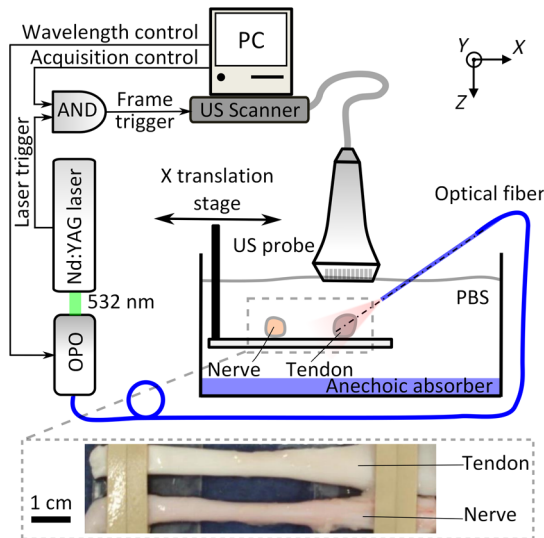 Wavelength control
Acquisition control
PC
AND
Frame
trigger
US Scanner
Laser trigger
Nd:YAG laser
532 nm
OPO
X translation
stage
US probe
Optical fiber
PBS
Nerve
Tendon
Anechoic absorber
Y
X
Z
1 cm
Tendon
Nerve